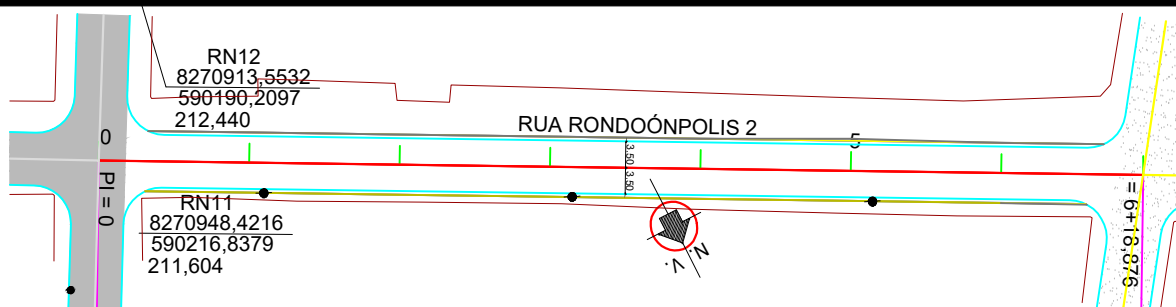 RN12
8270913,5532
590190,2097
212,440
RUA RONDOÓNPOLIS 2
0
5
3.50
3.50
PI = 0
RN11
8270948,4216
590216,8379
211,604
N.
V.
= 6+18,876